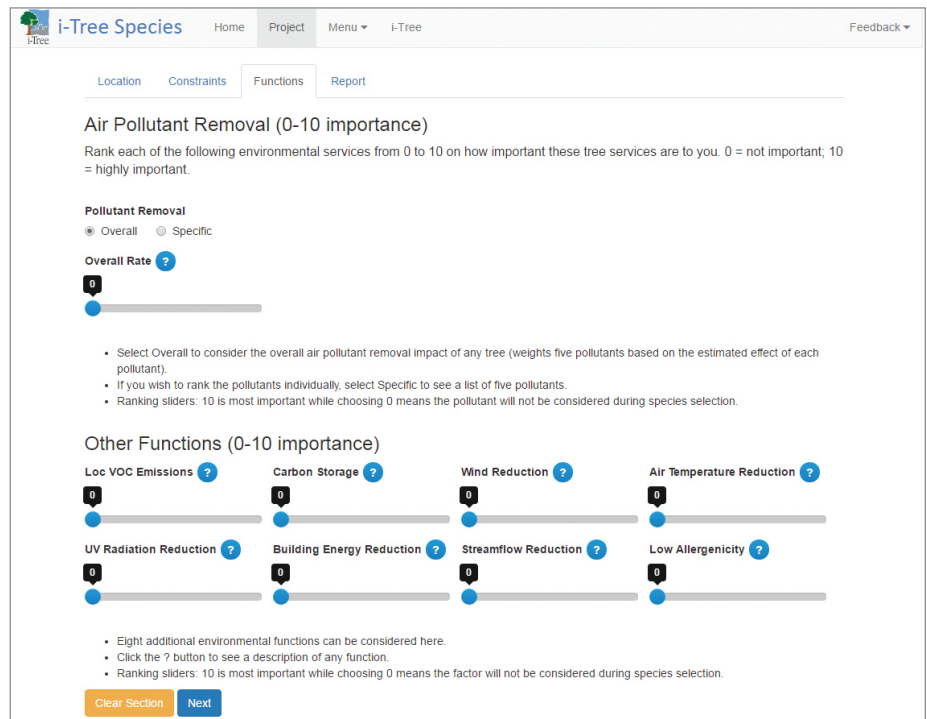 i-Tree
i-Tree Species Home Project Menu i-Tree Feedback
Location Constraints Functions Report
Air Pollutant Removal (0-10 importance)
Rank each of the following environmental services from 0 to 10 on how important these tree services are to you. 0 = not important; 10
= highly important.
Pollutant Removal
Overall Specific
Overall Rate ?
0
• Select Overall to consider the overall air pollutant removal impact of any tree (weights five pollutants based on the estimated effect of each
pollutant).
• If you wish to rank the pollutants individually, select Specific to see a list of five pollutants.
• Ranking sliders: 10 is most important while choosing 0 means the pollutant will not be considered during species selection.
Other Functions (0-10 importance)
Loc VOC Emissions ? Carbon Storage ? Wind Reduction ? Air Temperature Reduction ?
0 0 0 0
UV Radiation Reduction ? Building Energy Reduction ? Streamflow Reduction ? Low Allergenicity ?
0 0 0 0
• Eight additional environmental functions can be considered here.
• Click the ? button to see a description of any function.
• Ranking sliders: 10 is most important while choosing 0 means the factor will not be considered during species selection.
Clear Section Next